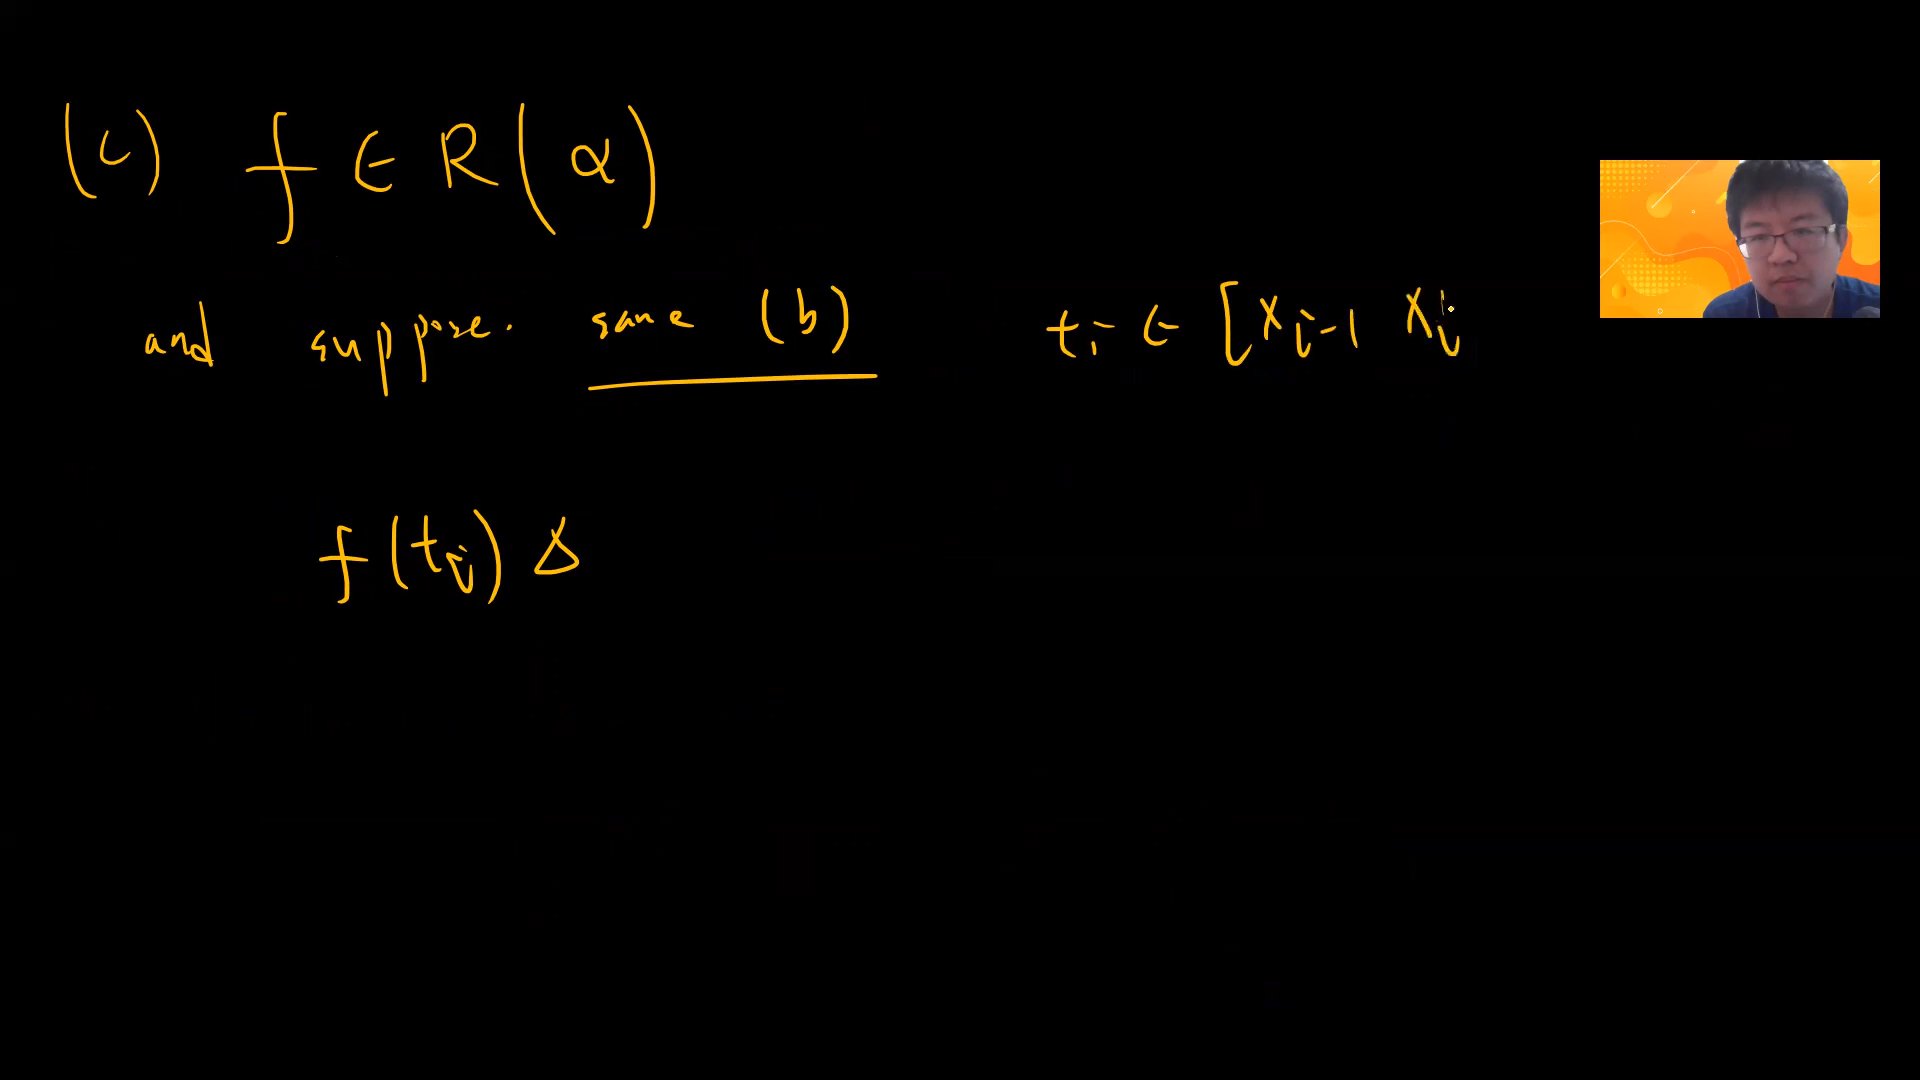 (c) f ∈ R(α)
and suppose. same (b) ti ∈ [xi-1 xi
f(ti) Δ